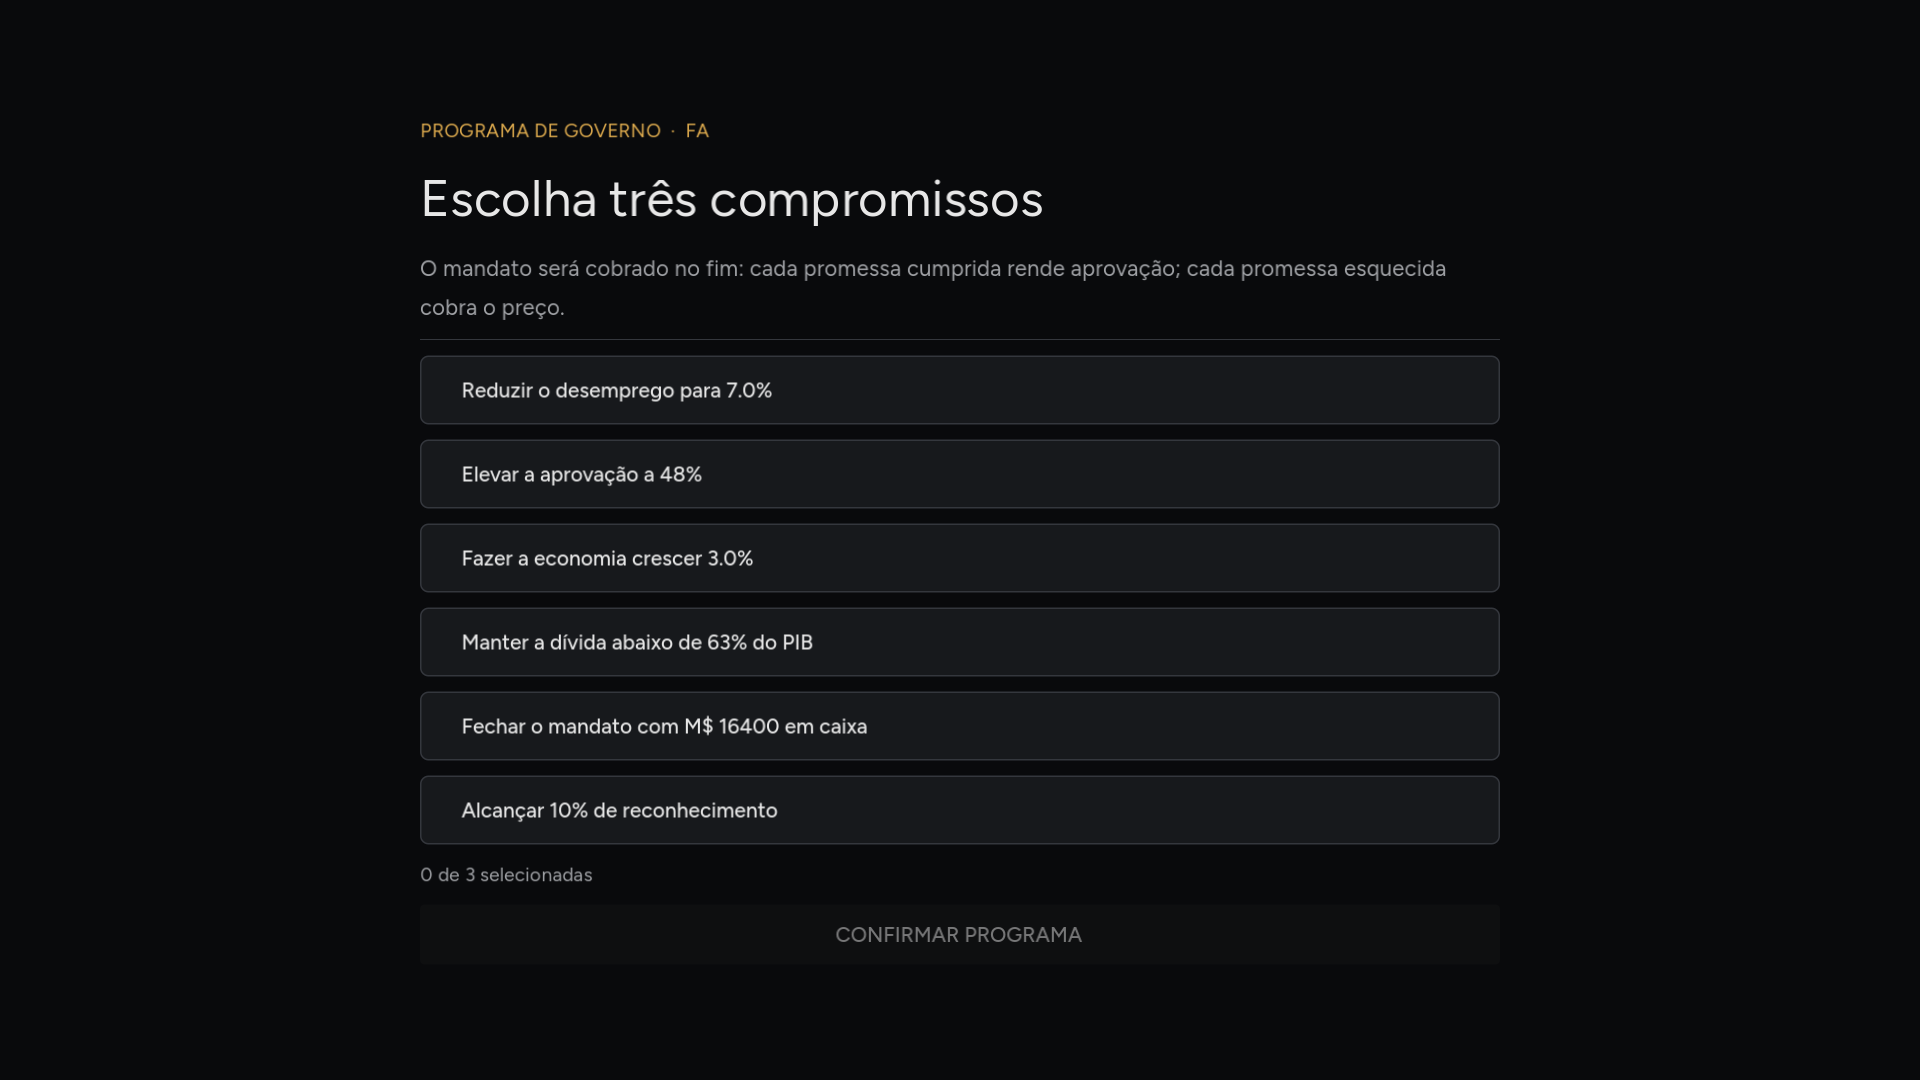 PROGRAMA DE GOVERNO · FA
Escolha três compromissos
O mandato será cobrado no fim: cada promessa cumprida rende aprovação; cada promessa esquecida
cobra o preço.
Reduzir o desemprego para 7.0%
Elevar a aprovação a 48%
Fazer a economia crescer 3.0%
Manter a dívida abaixo de 63% do PIB
Fechar o mandato com M$ 16400 em caixa
Alcançar 10% de reconhecimento
0 de 3 selecionadas
CONFIRMAR PROGRAMA